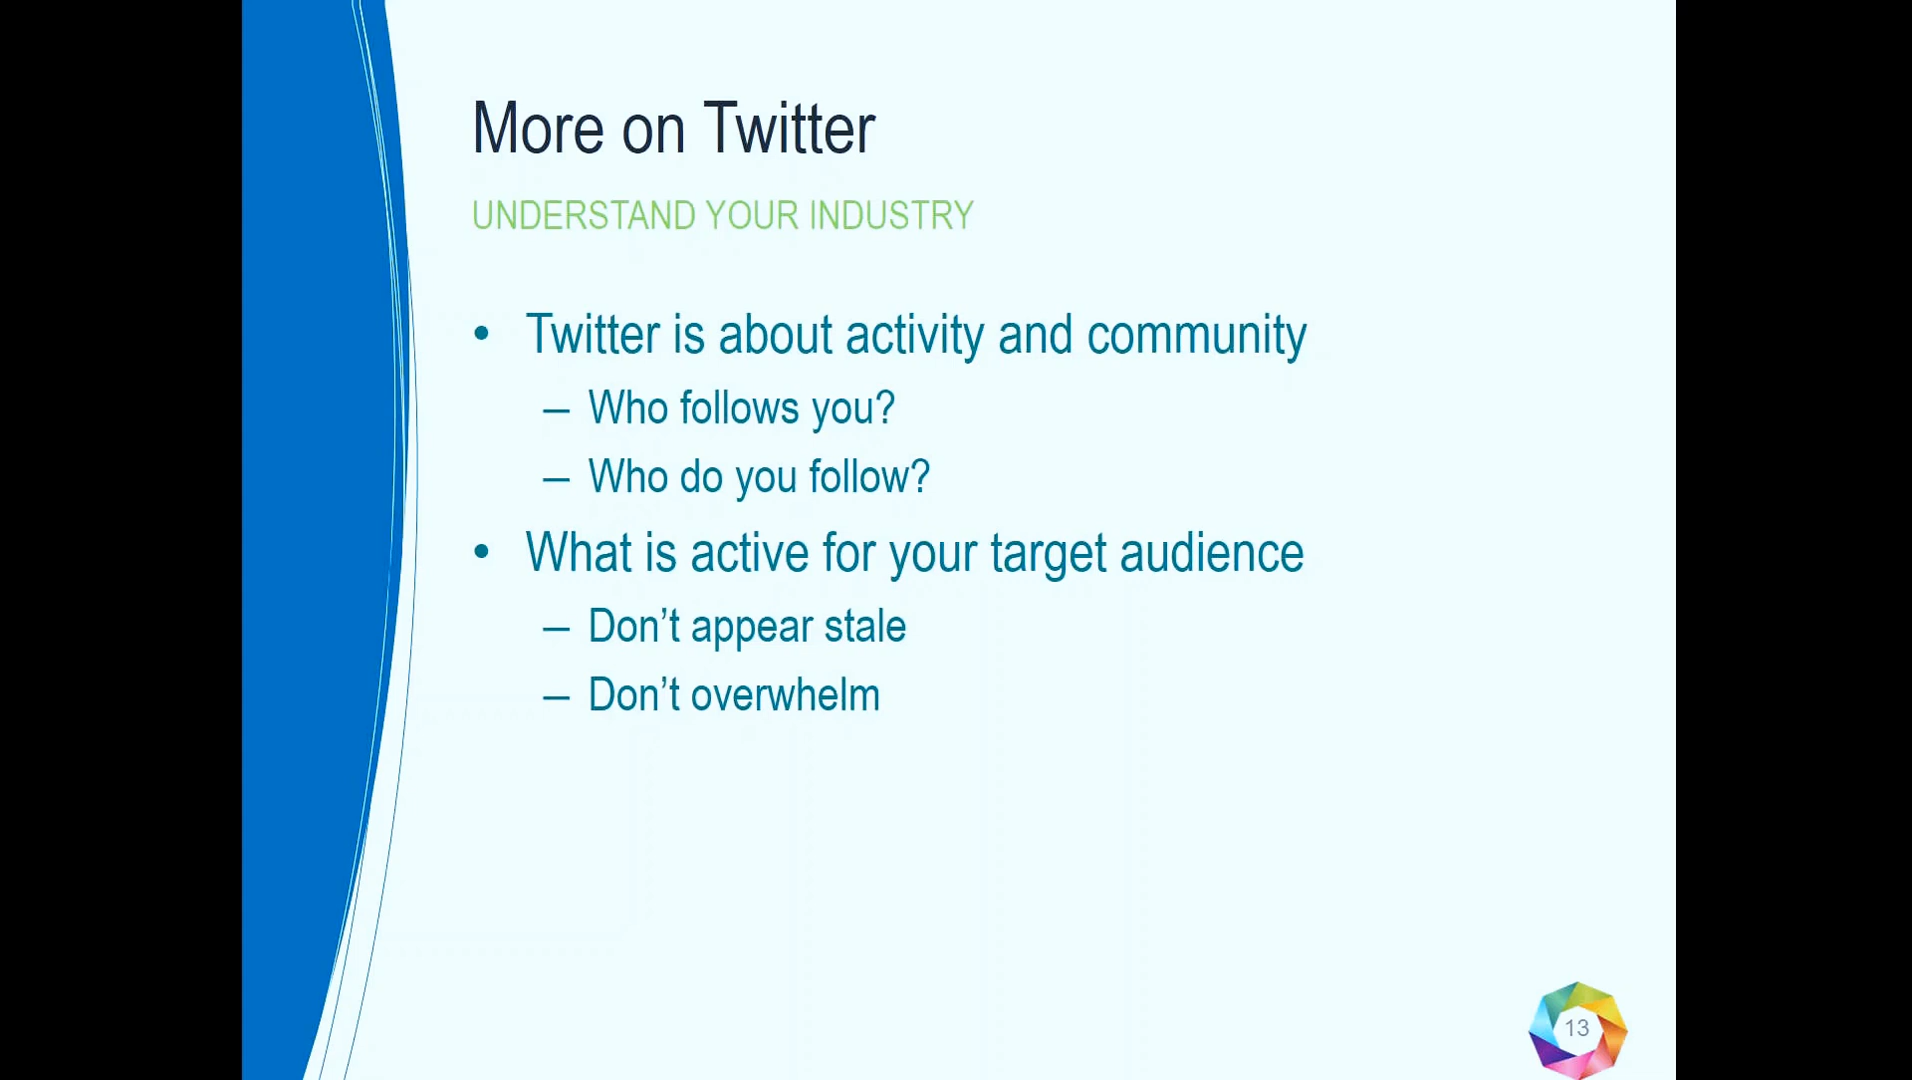 More on Twitter
UNDERSTAND YOUR INDUSTRY
• Twitter is about activity and community
– Who follows you?
– Who do you follow?
• What is active for your target audience
– Don’t appear stale
– Don’t overwhelm
13